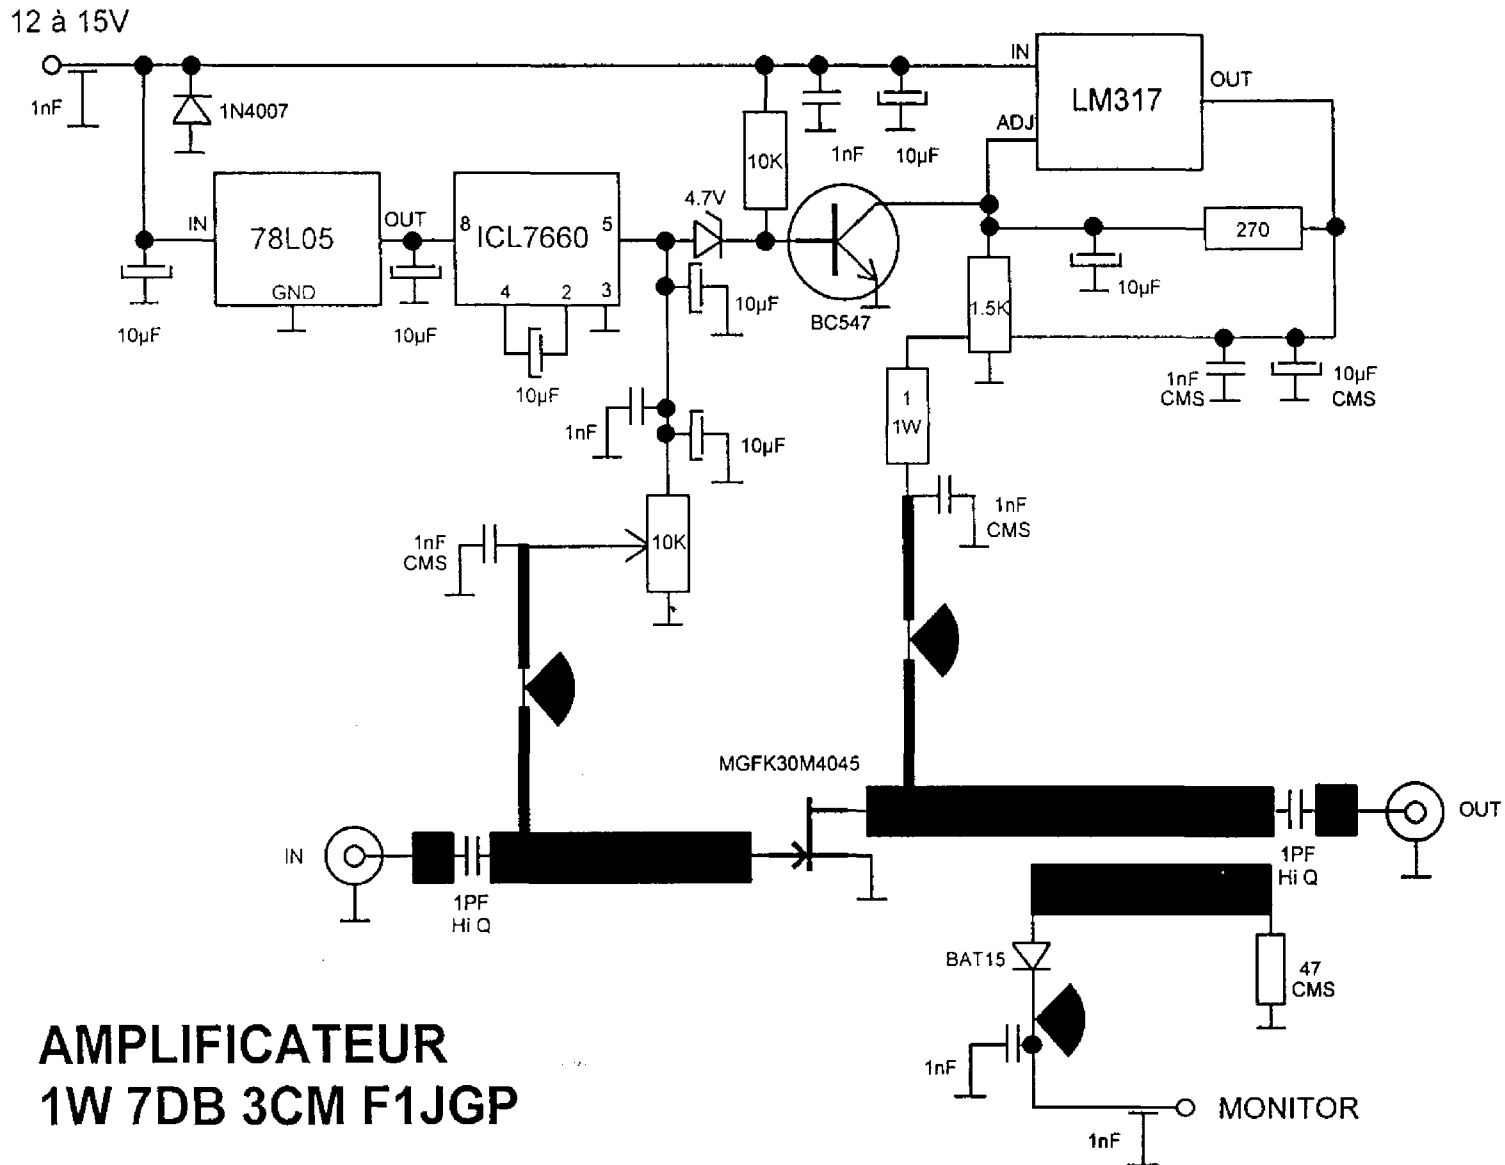 12 à 15V
1nF
1N4007
IN
78L05
OUT
GND
10µF
10µF
8
ICL7660
5
4
2
3
10µF
4.7V
10K
1nF
10µF
IN
LM317
OUT
ADJ
BC547
10µF
270
10µF
1.5K
1nF
CMS
10µF
CMS
1nF
10µF
1
1W
1nF
CMS
10K
1nF
CMS
MGFK30M4045
IN
1PF
Hi Q
OUT
1PF
Hi Q
BAT15
47
CMS
1nF
MONITOR
1nF
AMPLIFICATEUR
1W 7DB 3CM F1JGP